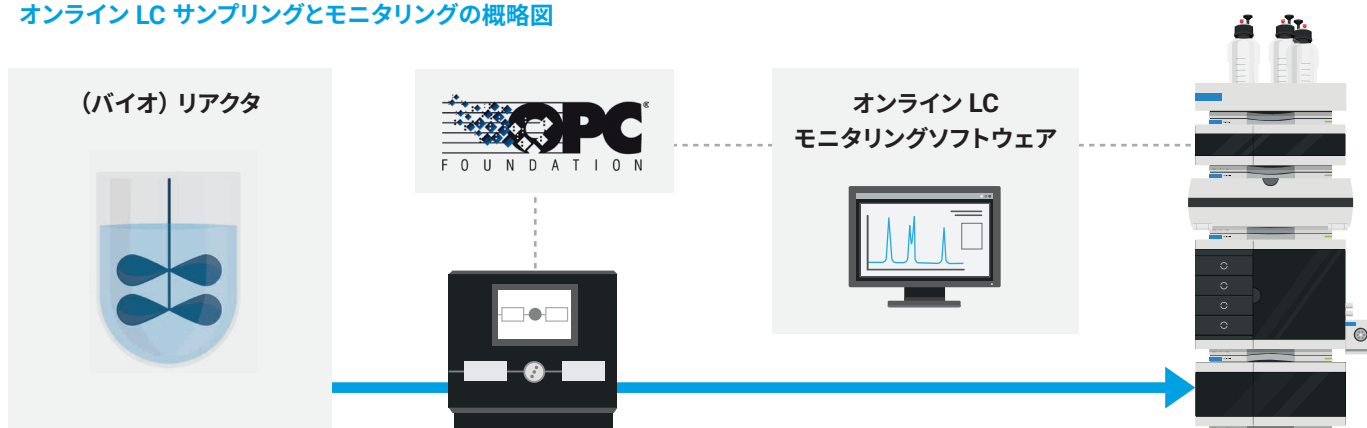 オンライン LC サンプリングとモニタリングの概略図
（バイオ）リアクタ
OPC®
FOUNDATION
オンライン LC
モニタリングソフトウェア